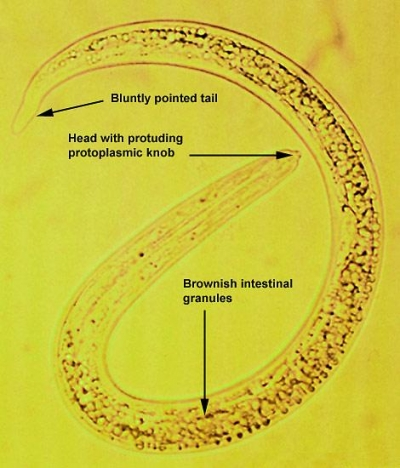 Bluntly pointed tail
Head with protuding
protoplasmic knob
Brownish intestinal
granules